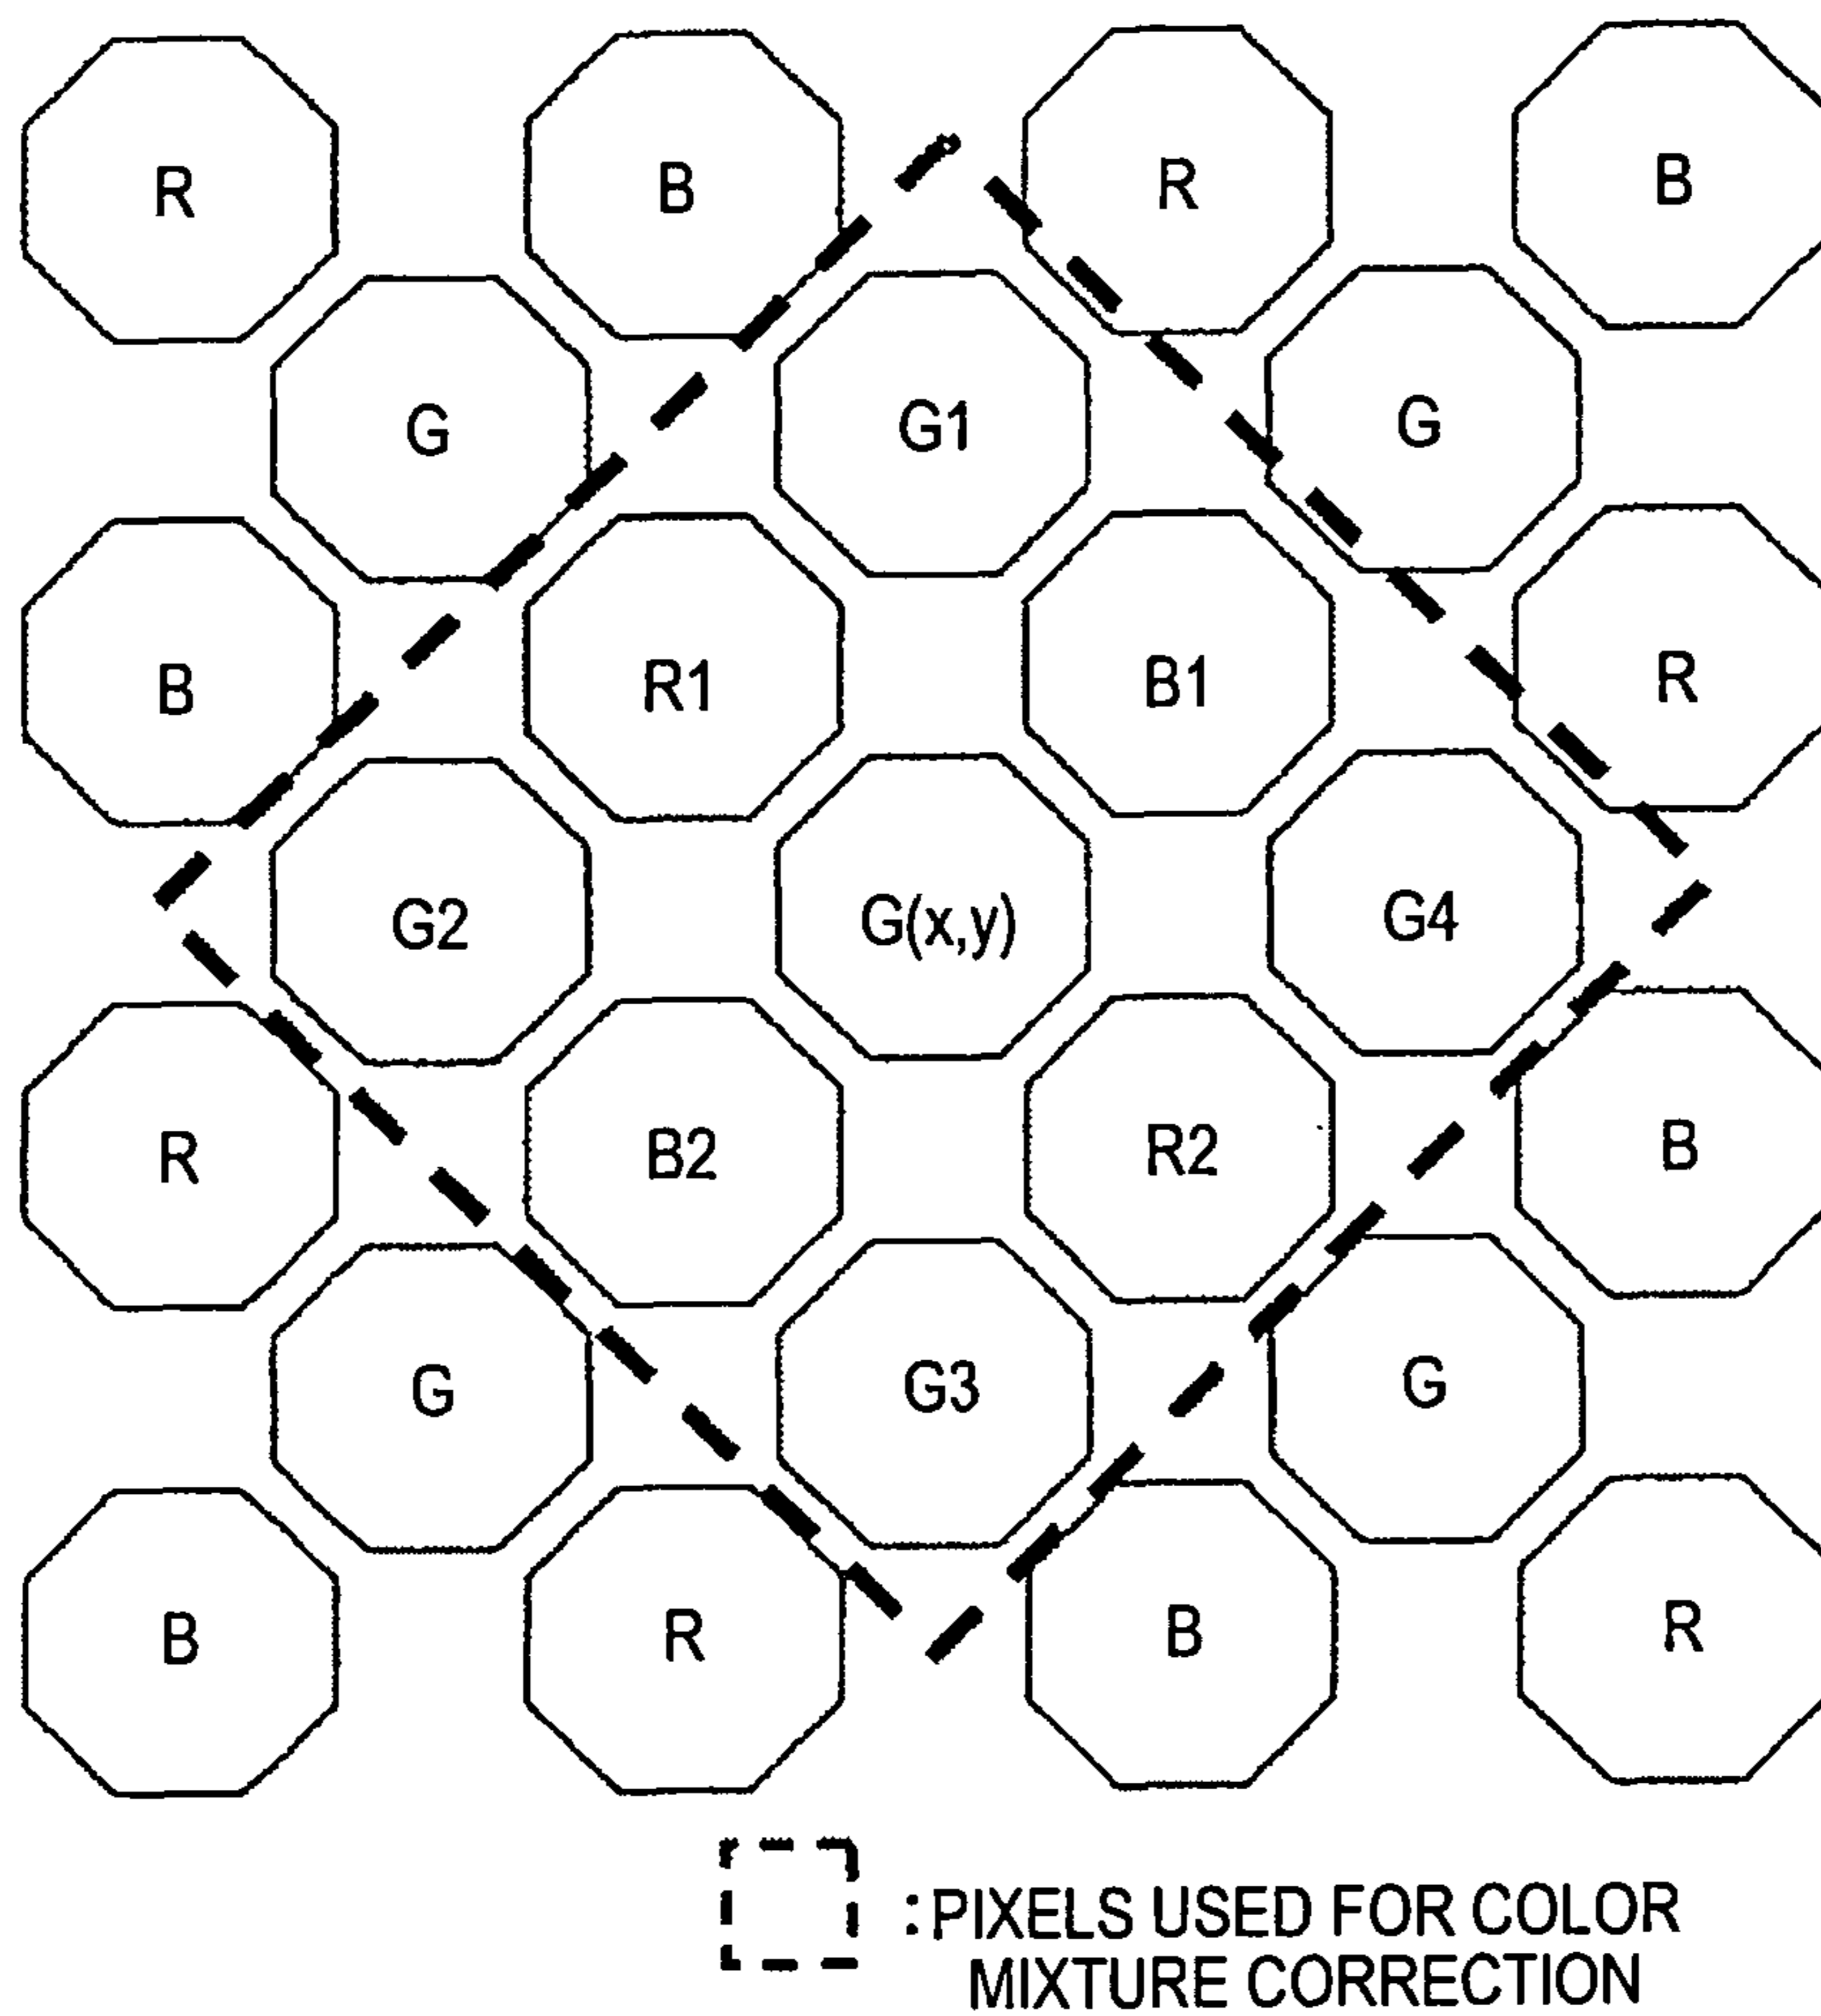 R B R B
G G1 G
B R1 B1 R
G2 G(x,y) G4
R B2 R2 B
G G3 G
B R B R
:PIXELS USED FOR COLOR
MIXTURE CORRECTION